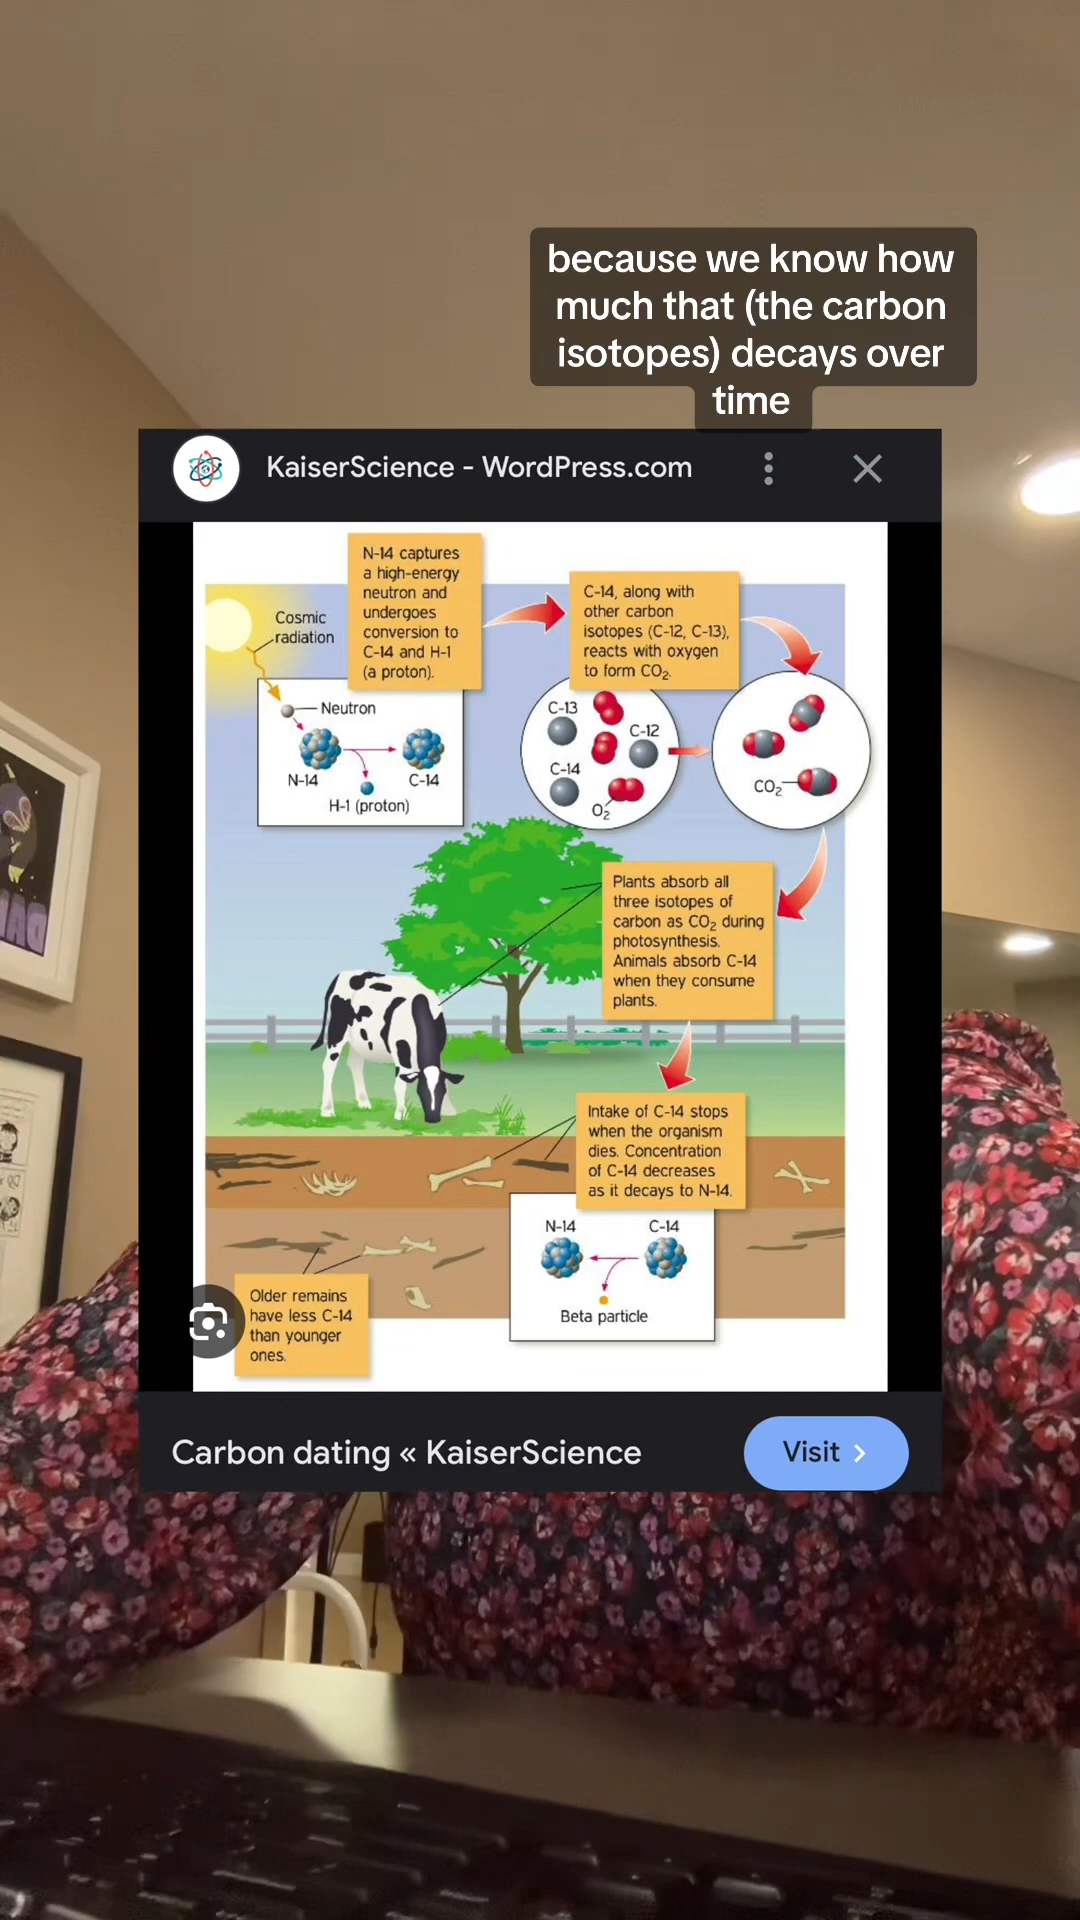 because we know how
much that (the carbon
isotopes) decays over
time
KaiserScience - WordPress.com
N-14 captures
a high-energy
neutron and
undergoes
conversion to
C-14 and H-1
(a proton).
C-14, along with
other carbon
isotopes (C-12, C-13),
reacts with oxygen
to form CO₂.
Cosmic
radiation
Neutron
N-14
C-14
H-1 (proton)
C-13
C-12
C-14
O₂
CO₂
Plants absorb all
three isotopes of
carbon as CO₂ during
photosynthesis.
Animals absorb C-14
when they consume
plants.
Intake of C-14 stops
when the organism
dies. Concentration
of C-14 decreases
as it decays to N-14.
N-14
C-14
Beta particle
Older remains
have less C-14
than younger
ones.
Carbon dating « KaiserScience
Visit